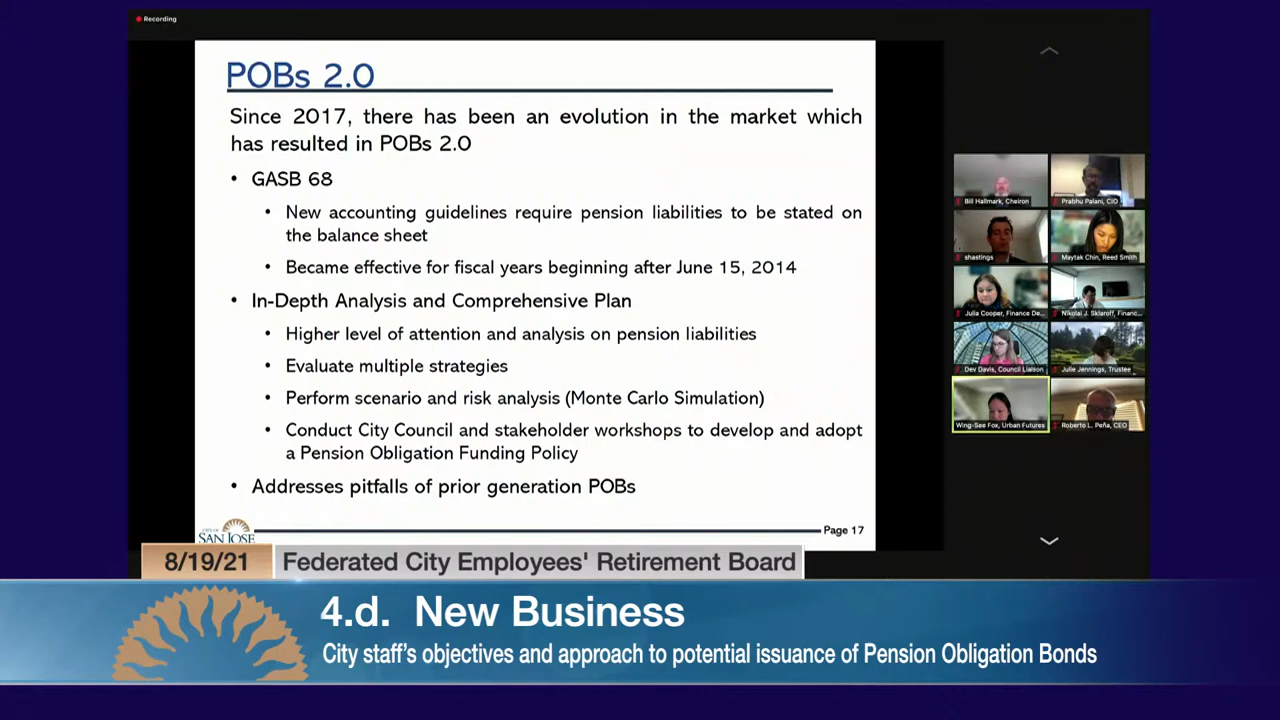 Recording
POBs 2.0
Since 2017, there has been an evolution in the market which
has resulted in POBs 2.0
• GASB 68
• New accounting guidelines require pension liabilities to be stated on
the balance sheet
• Became effective for fiscal years beginning after June 15, 2014
• In-Depth Analysis and Comprehensive Plan
• Higher level of attention and analysis on pension liabilities
• Evaluate multiple strategies
• Perform scenario and risk analysis (Monte Carlo Simulation)
• Conduct City Council and stakeholder workshops to develop and adopt
a Pension Obligation Funding Policy
• Addresses pitfalls of prior generation POBs
CITY OF
SAN JOSE
Page 17
Bill Hallmark, Cheiron
Prabhu Palani, CIO
shastings
Maytak Chin, Reed Smith
Julia Cooper, Finance De...
Nikolai J. Sklaroff, Financ...
Dev Davis, Council Liaison
Julie Jennings, Trustee
Wing-See Fox, Urban Futures
Roberto L. Peña, CEO
8/19/21
Federated City Employees' Retirement Board
4.d. New Business
City staff's objectives and approach to potential issuance of Pension Obligation Bonds